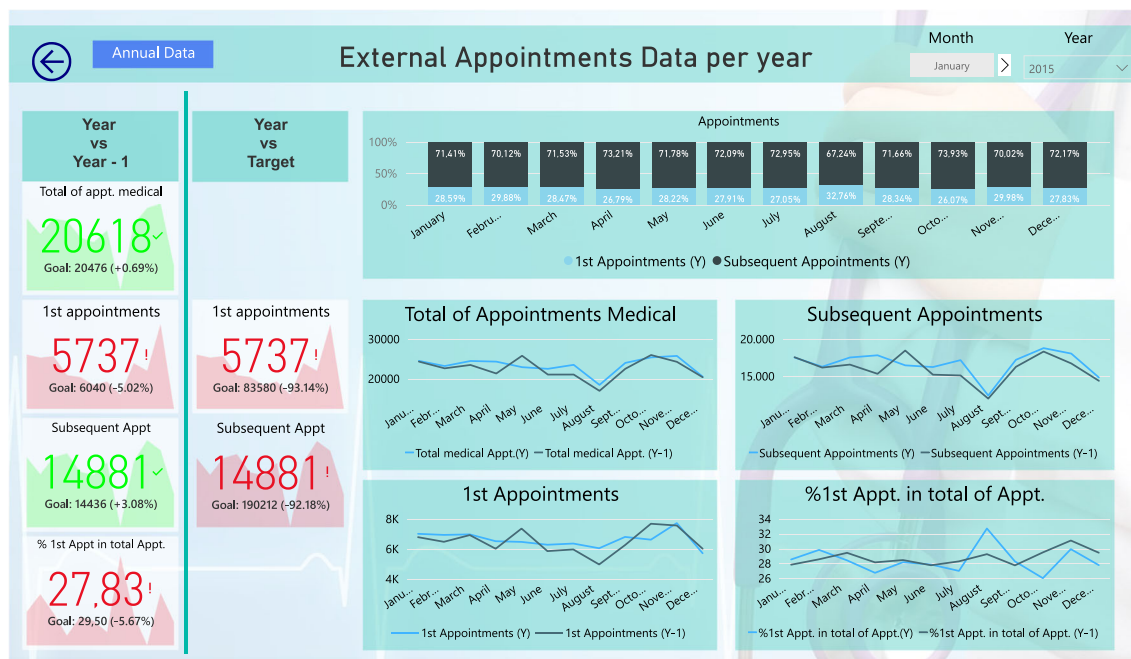 Annual Data
External Appointments Data per year
Month
Year
January
2015
Year
vs
Year - 1
Year
vs
Target
Total of appt. medical
20618
Goal: 20476 (+0.69%)
1st appointments
5737!
Goal: 6040 (-5.02%)
1st appointments
5737!
Goal: 83580 (-93.14%)
Subsequent Appt
14881
Goal: 14436 (+3.08%)
Subsequent Appt
14881!
Goal: 190212 (-92.18%)
% 1st Appt in total Appt.
27,83!
Goal: 29,50 (-5.67%)
Appointments
100%
50%
0%
71.41% 70.12% 71.53% 73.21% 71.78% 72.09% 72.95% 67.24% 71.66% 73.93% 70.02% 72.17%
28.59% 29.88% 28.47% 26.79% 28.22% 27.91% 27.05% 32.76% 28.34% 26.07% 29.98% 27.83%
January Febru... March April May June July August Septe... Octo... Nove... Dece...
1st Appointments (Y) Subsequent Appointments (Y)
Total of Appointments Medical
30000
20000
Janu... Febr... March April May June July August Sept... Octo... Nove... Dece...
Total medical Appt.(Y) Total medical Appt. (Y-1)
Subsequent Appointments
20.000
15.000
Janu... Febr... March April May June July August Sept... Octo... Nove... Dece...
Subsequent Appointments (Y) Subsequent Appointments (Y-1)
1st Appointments
8K
6K
4K
Janu... Febr... March April May June July August Sept... Octo... Nove... Dece...
1st Appointments (Y) 1st Appointments (Y-1)
%1st Appt. in total of Appt.
34
32
30
28
26
Janu... Febr... March April May June July August Sept... Octo... Nove... Dece...
%1st Appt. in total of Appt.(Y) %1st Appt. in total of Appt. (Y-1)